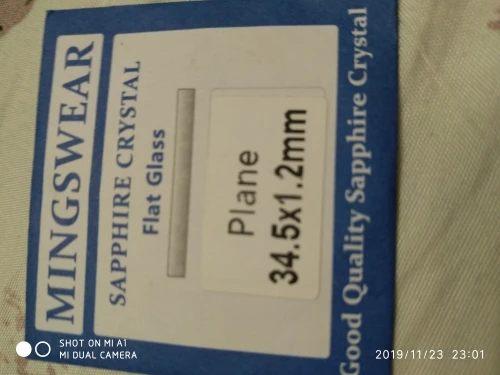 MINGSWEAR
SAPPHIRE CRYSTAL
Flat Glass
Plane
34.5x1.2mm
Good Quality Sapphire Crystal
SHOT ON MI A1
MI DUAL CAMERA
2019/11/23 23:01